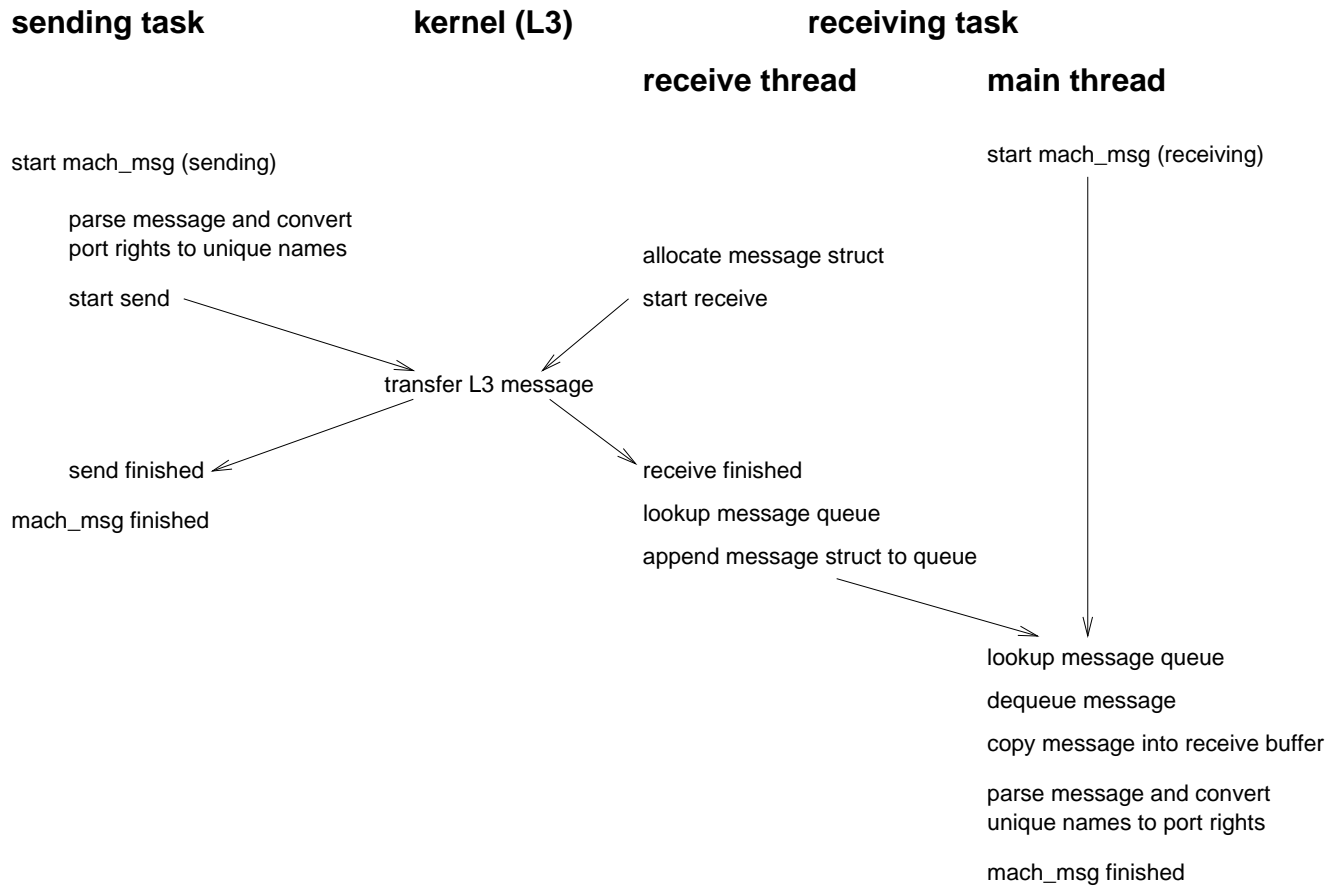 sending task
kernel (L3)
receiving task
receive thread
main thread
start mach_msg (sending)
start mach_msg (receiving)
parse message and convert
port rights to unique names
allocate message struct
start send
start receive
transfer L3 message
send finished
receive finished
mach_msg finished
lookup message queue
append message struct to queue
lookup message queue
dequeue message
copy message into receive buffer
parse message and convert
unique names to port rights
mach_msg finished